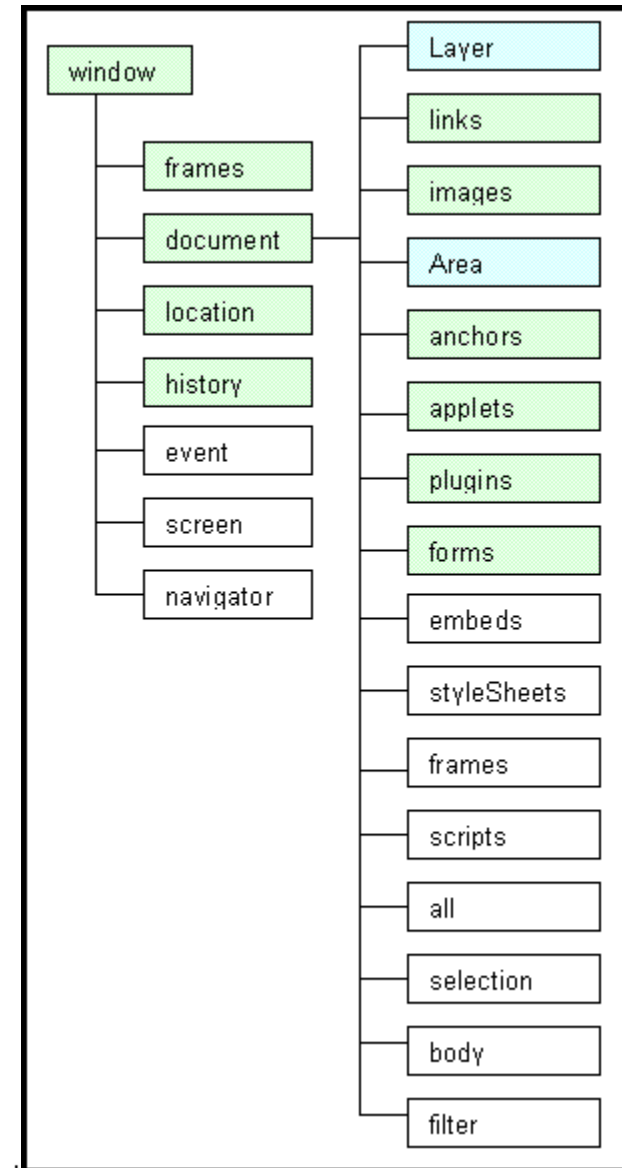 window
frames
document
location
history
event
screen
navigator
Layer
links
images
Area
anchors
applets
plugins
forms
embeds
styleSheets
frames
scripts
all
selection
body
filter